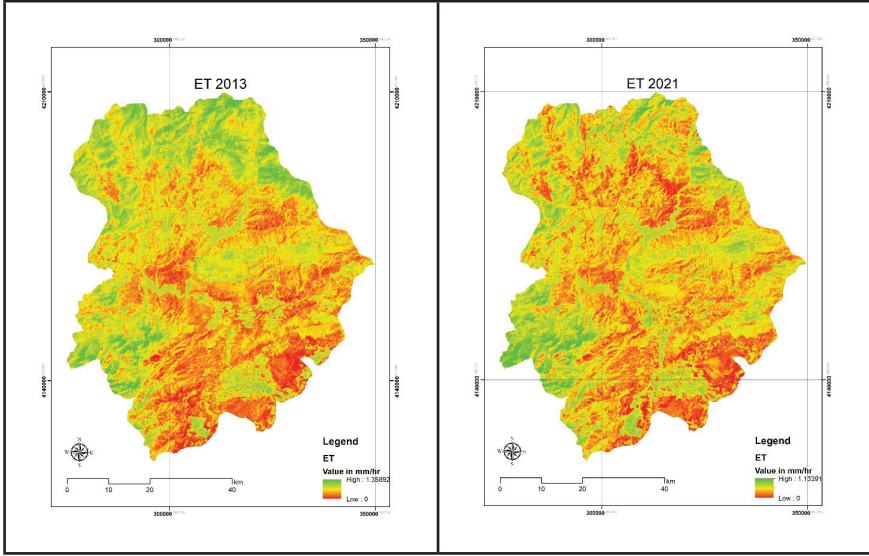 300000
350000
ET 2013
4210000
4210000
4140000
4140000
N
W
E
S
Legend
ET
Value in mm/hr
High : 1.35892
Low : 0
0
10
20
40
km
300000
350000
300000
350000
ET 2021
4210000
4210000
4140000
4140000
N
W
E
S
Legend
ET
Value in mm/hr
High : 1.13391
Low : 0
0
10
20
40
km
300000
350000